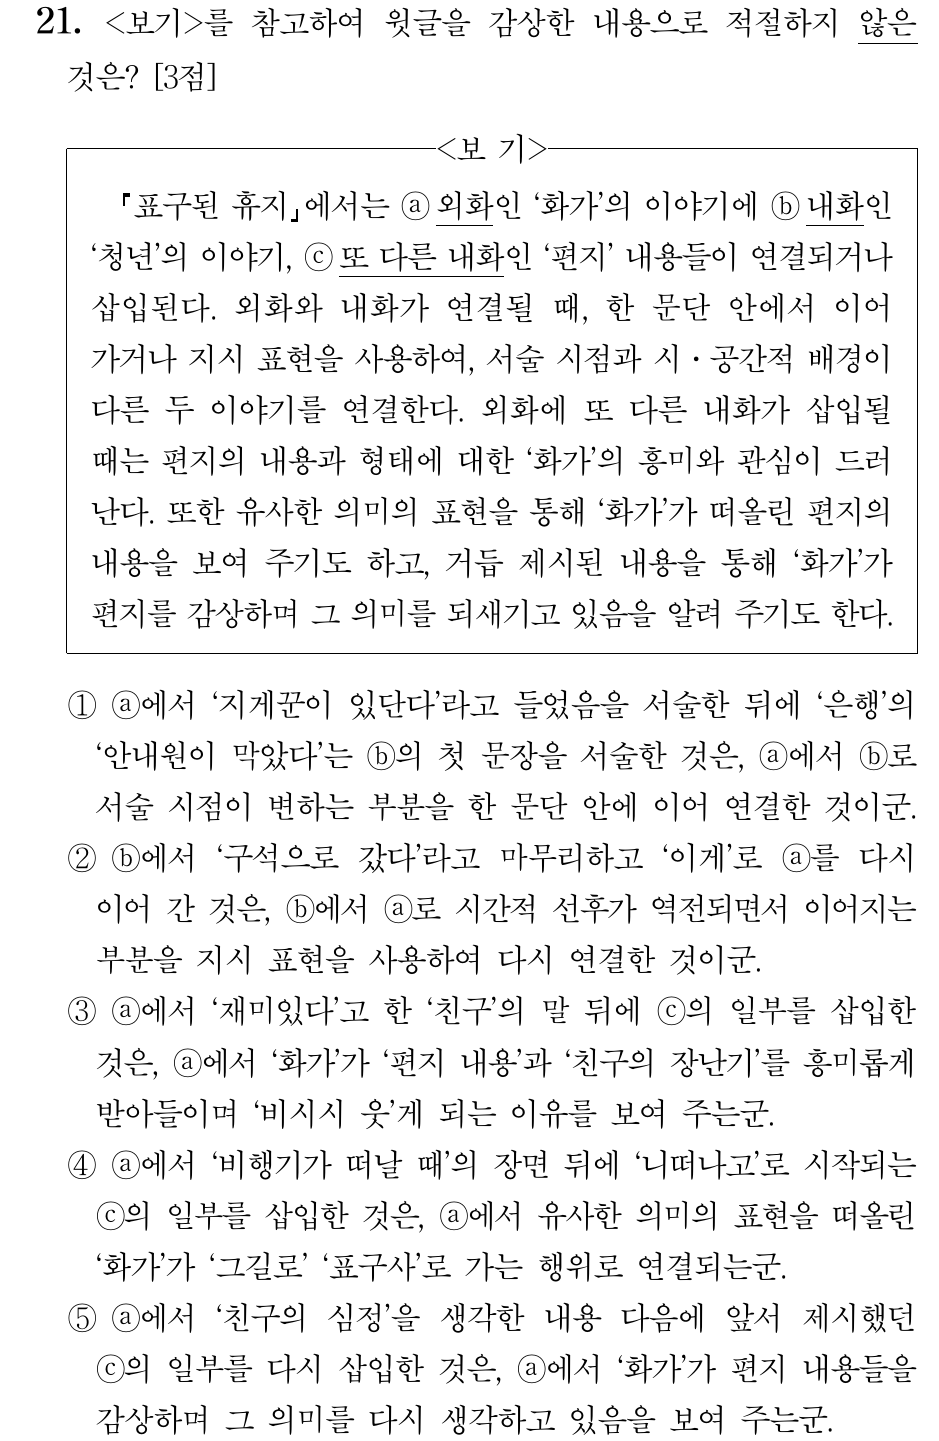 21. <보기>를 참고하여 윗글을 감상한 내용으로 적절하지 않은
것은? [3점]
<보 기>
『표구된 휴지』에서는 ⓐ 외화인 ‘화가’의 이야기에 ⓑ 내화인
‘청년’의 이야기, ⓒ 또 다른 내화인 ‘편지’ 내용들이 연결되거나
삽입된다. 외화와 내화가 연결될 때, 한 문단 안에서 이어
가거나 지시 표현을 사용하여, 서술 시점과 시・공간적 배경이
다른 두 이야기를 연결한다. 외화에 또 다른 내화가 삽입될
때는 편지의 내용과 형태에 대한 ‘화가’의 흥미와 관심이 드러
난다. 또한 유사한 의미의 표현을 통해 ‘화가’가 떠올린 편지의
내용을 보여 주기도 하고, 거듭 제시된 내용을 통해 ‘화가’가
편지를 감상하며 그 의미를 되새기고 있음을 알려 주기도 한다.
① ⓐ에서 ‘지게꾼이 있단다’라고 들었음을 서술한 뒤에 ‘은행’의
‘안내원이 막았다’는 ⓑ의 첫 문장을 서술한 것은, ⓐ에서 ⓑ로
서술 시점이 변하는 부분을 한 문단 안에 이어 연결한 것이군.
② ⓑ에서 ‘구석으로 갔다’라고 마무리하고 ‘이게’로 ⓐ를 다시
이어 간 것은, ⓑ에서 ⓐ로 시간적 선후가 역전되면서 이어지는
부분을 지시 표현을 사용하여 다시 연결한 것이군.
③ ⓐ에서 ‘재미있다’고 한 ‘친구’의 말 뒤에 ⓒ의 일부를 삽입한
것은, ⓐ에서 ‘화가’가 ‘편지 내용’과 ‘친구의 장난기’를 흥미롭게
받아들이며 ‘비시시 웃’게 되는 이유를 보여 주는군.
④ ⓐ에서 ‘비행기가 떠날 때’의 장면 뒤에 ‘니떠나고’로 시작되는
ⓒ의 일부를 삽입한 것은, ⓐ에서 유사한 의미의 표현을 떠올린
‘화가’가 ‘그길로’ ‘표구사’로 가는 행위로 연결되는군.
⑤ ⓐ에서 ‘친구의 심정’을 생각한 내용 다음에 앞서 제시했던
ⓒ의 일부를 다시 삽입한 것은, ⓐ에서 ‘화가’가 편지 내용들을
감상하며 그 의미를 다시 생각하고 있음을 보여 주는군.